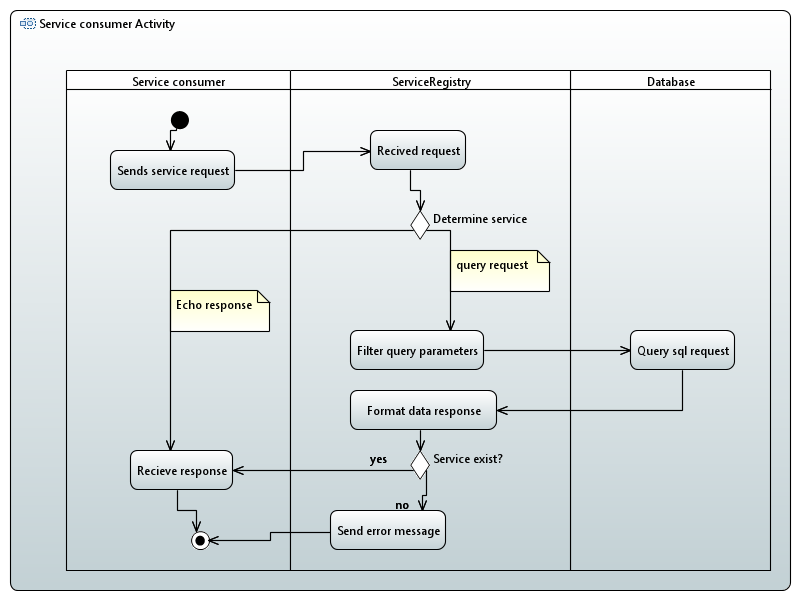 Service consumer Activity
Service consumer
ServiceRegistry
Database
Sends service request
Recived request
Determine service
query request
Echo response
Filter query parameters
Query sql request
Format data response
yes
Service exist?
Recieve response
no
Send error message